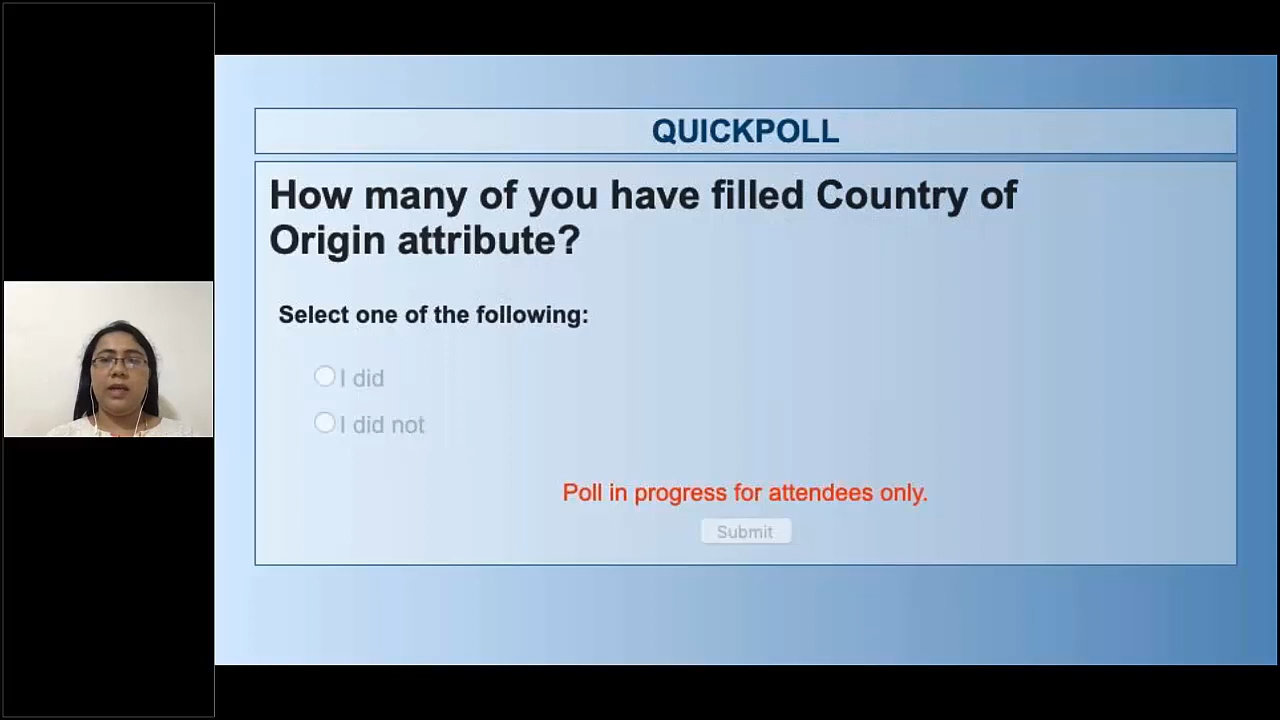 QUICKPOLL
How many of you have filled Country of
Origin attribute?
Select one of the following:
I did
I did not
Poll in progress for attendees only.
Submit